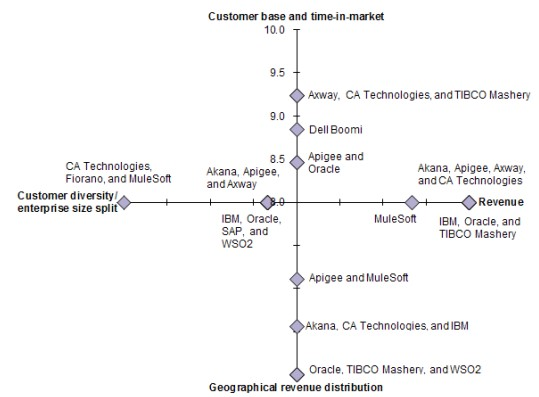 Customer base and time-in-market
10.0
9.5
Axway, CA Technologies, and TIBCO Mashery
9.0
Dell Boomi
8.5
Apigee and
Oracle
CA Technologies,
Fiorano, and MuleSoft
Akana, Apigee,
and Axway
Akana, Apigee, Axway,
and CA Technologies
Customer diversity/
enterprise size split
8.0
Revenue
IBM, Oracle,
SAP, and
WSO2
MuleSoft
IBM, Oracle, and
TIBCO Mashery
Apigee and MuleSoft
Akana, CA Technologies, and IBM
Oracle, TIBCO Mashery, and WSO2
Geographical revenue distribution